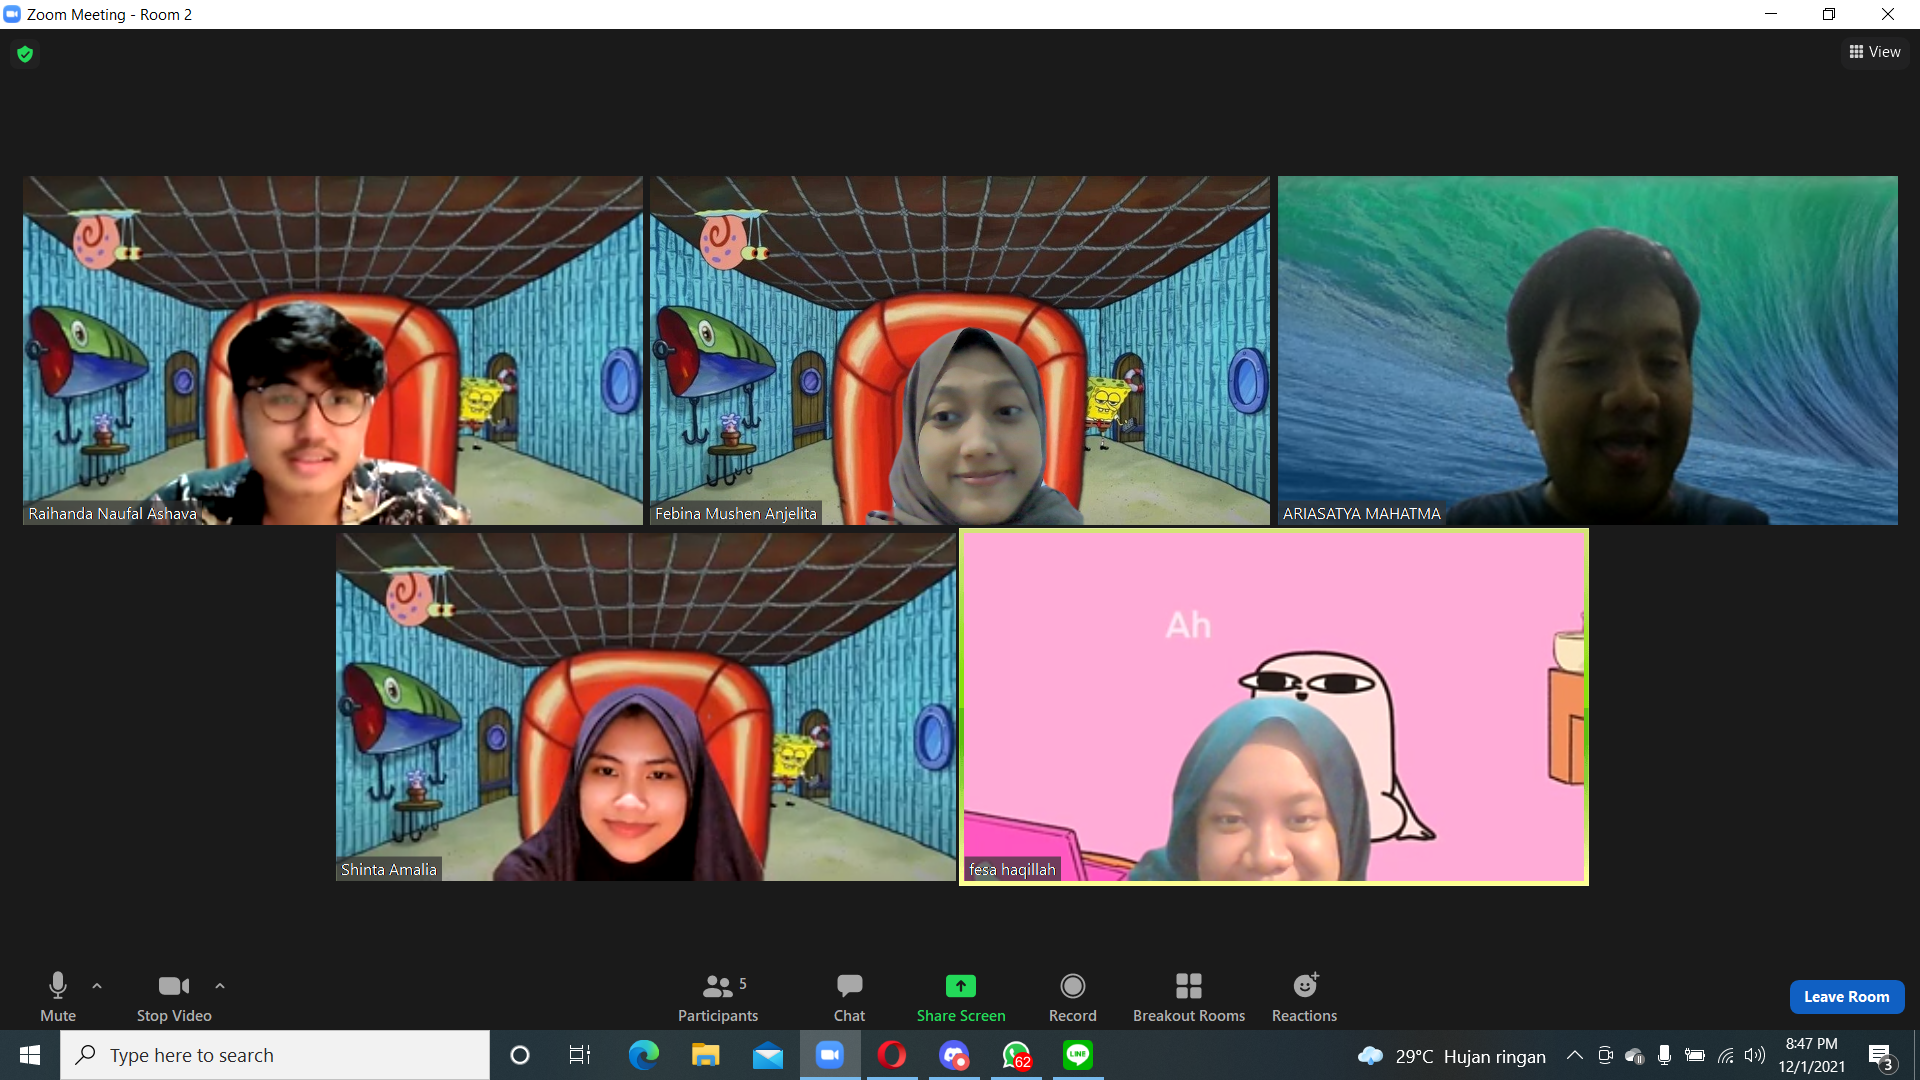 Zoom Meeting - Room 2
View
Raihanda Naufal Ashava
Febina Mushen Anjelita
ARIASATYA MAHATMA
Ah
Shinta Amalia
fesa haqillah
Mute
Stop Video
5
Participants
Chat
Share Screen
Record
Breakout Rooms
Reactions
Leave Room
Type here to search
62
LINE
29°C Hujan ringan
8:47 PM
12/1/2021
3